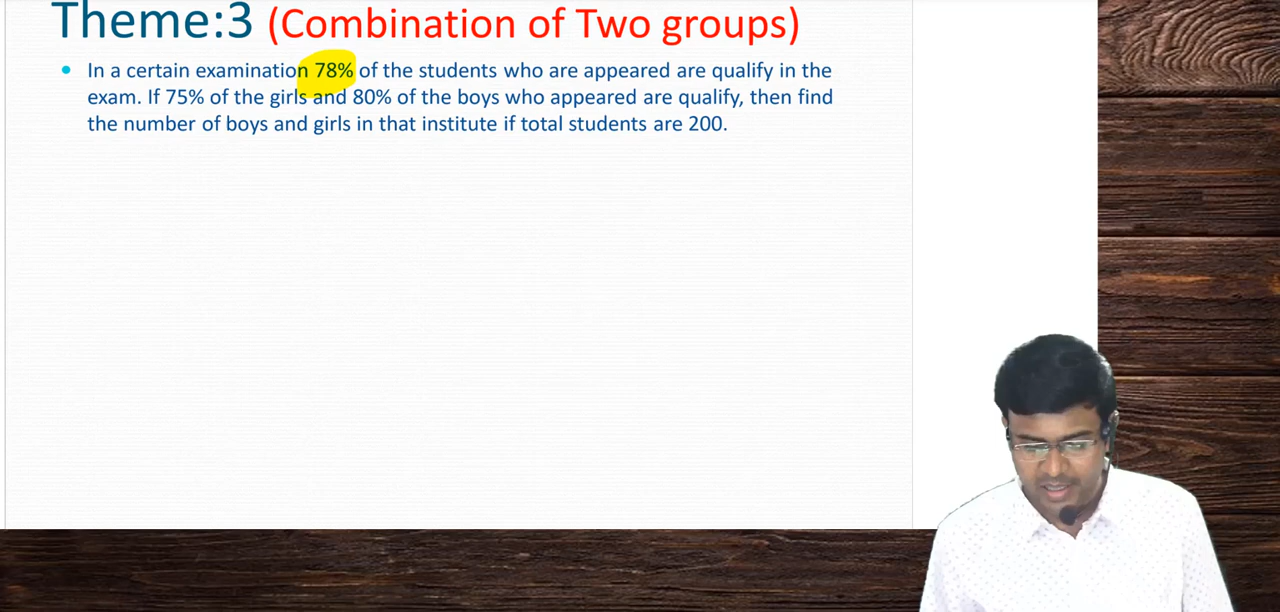 Theme:3 (Combination of Two groups)
In a certain examination 78% of the students who are appeared are qualify in the
exam. If 75% of the girls and 80% of the boys who appeared are qualify, then find
the number of boys and girls in that institute if total students are 200.